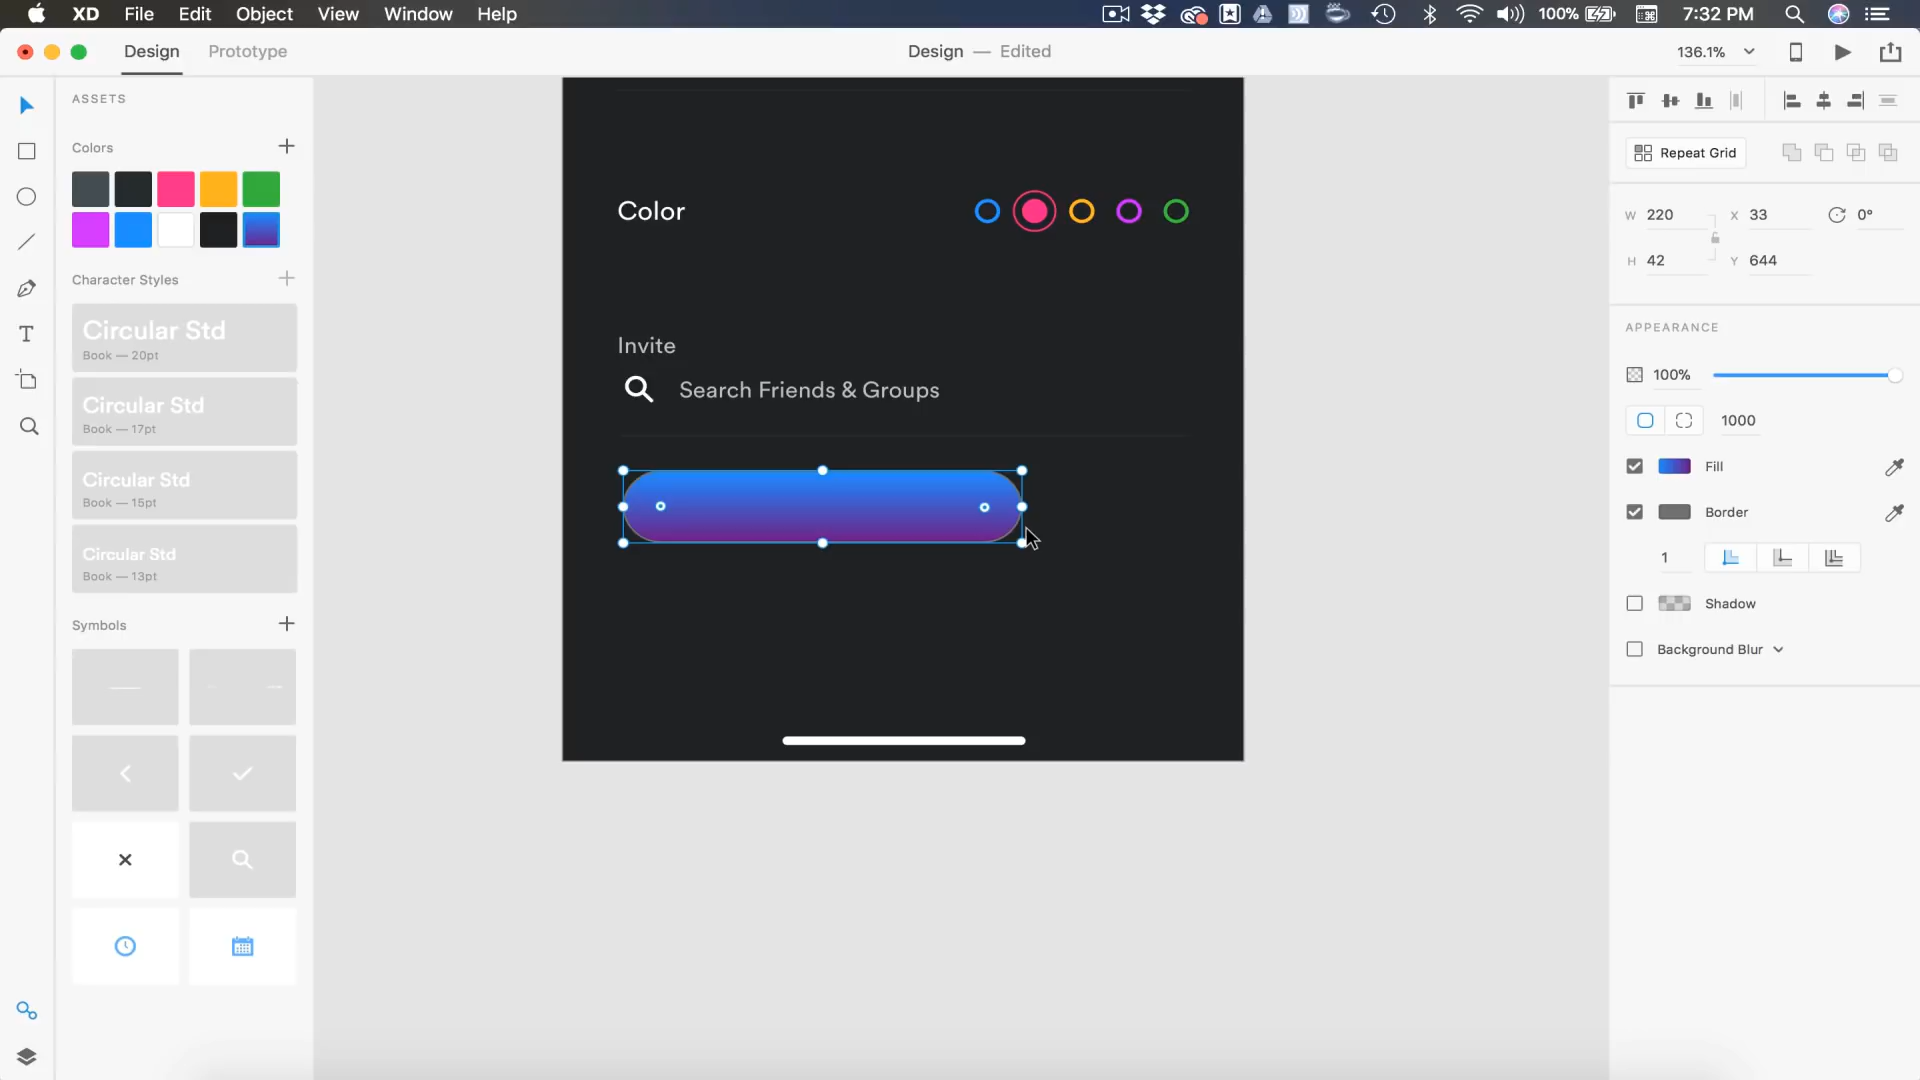 XD File Edit Object View Window Help 100% 7:32 PM
Design Prototype Design — Edited 136.1%
ASSETS
Colors
Character Styles
Circular Std
Book — 20pt
Circular Std
Book — 17pt
Circular Std
Book — 15pt
Circular Std
Book — 13pt
Symbols
Color
Invite
Search Friends & Groups
Repeat Grid
W 220 X 33 0°
H 42 Y 644
APPEARANCE
100%
1000
Fill
Border
1
Shadow
Background Blur